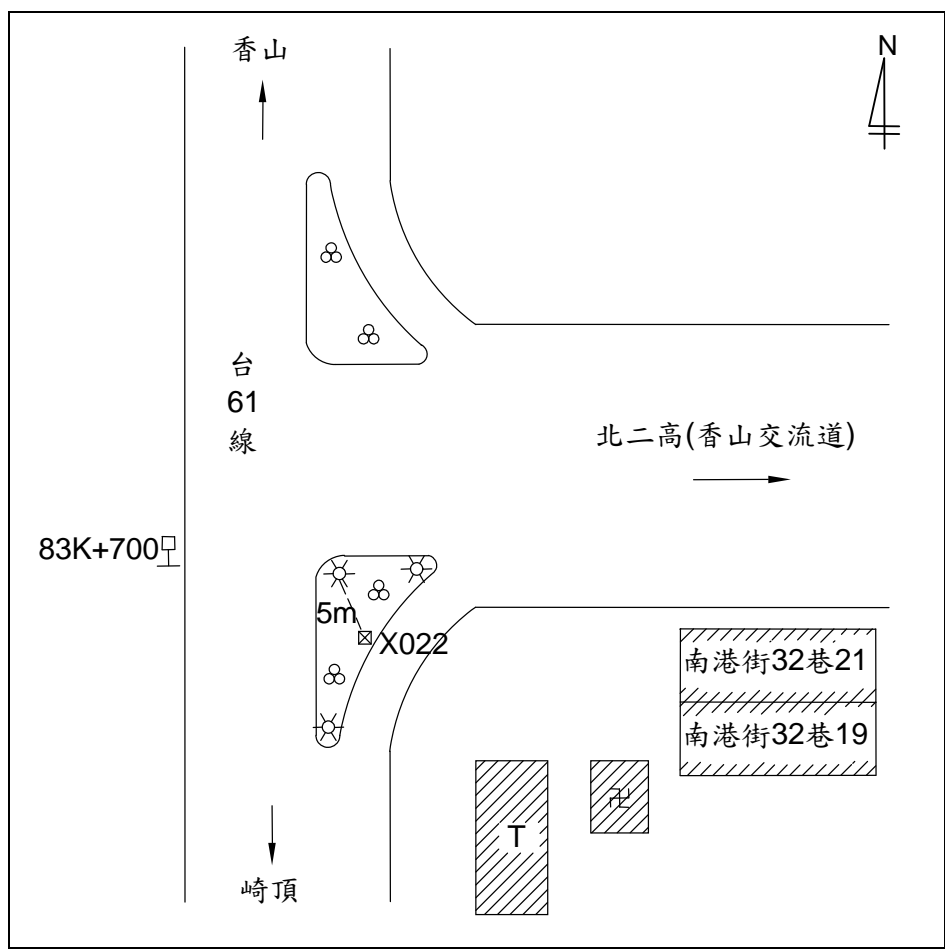 香山
N
台
61
線
北二高(香山交流道)
83K+700
5m
X022
南港街32巷21
南港街32巷19
卍
T
崎頂